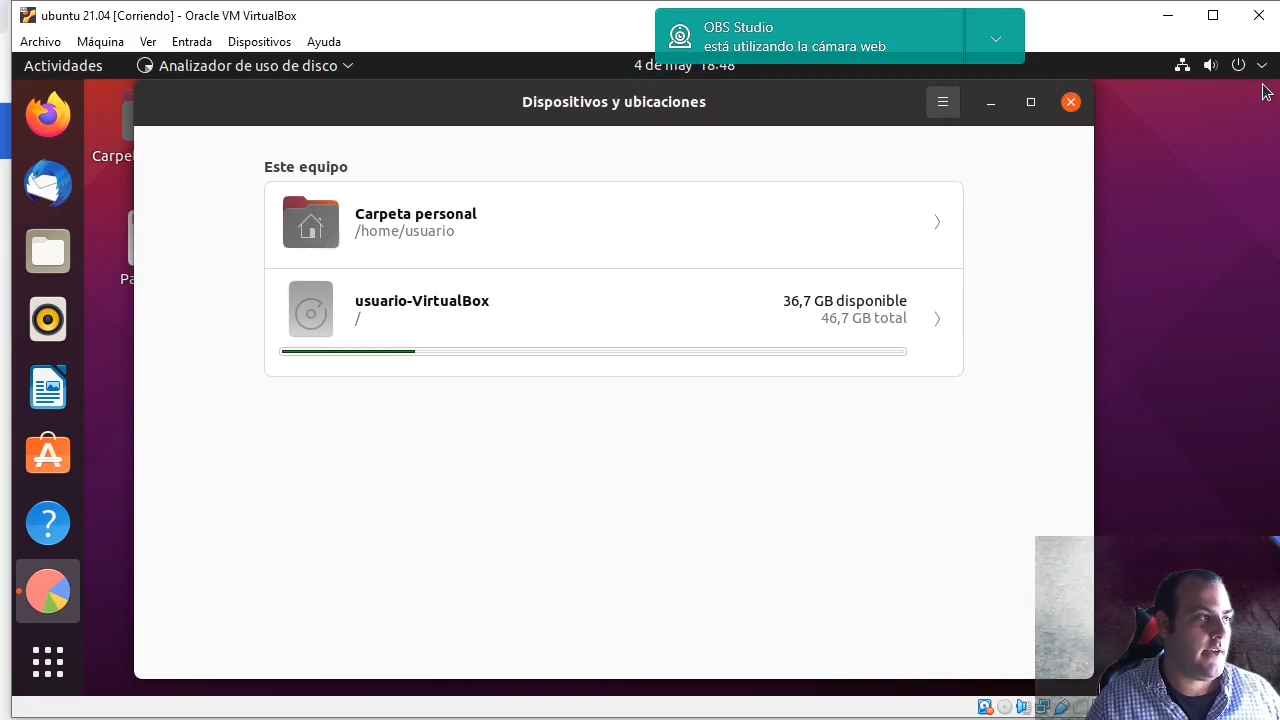 ubuntu 21.04 [Corriendo] - Oracle VM VirtualBox
Archivo Máquina Ver Entrada Dispositivos Ayuda
OBS Studio
está utilizando la cámara web
Actividades Analizador de uso de disco 4 de may 18:48
Dispositivos y ubicaciones
Carpe
Pa
Este equipo
Carpeta personal
/home/usuario
usuario-VirtualBox
/
36,7 GB disponible
46,7 GB total